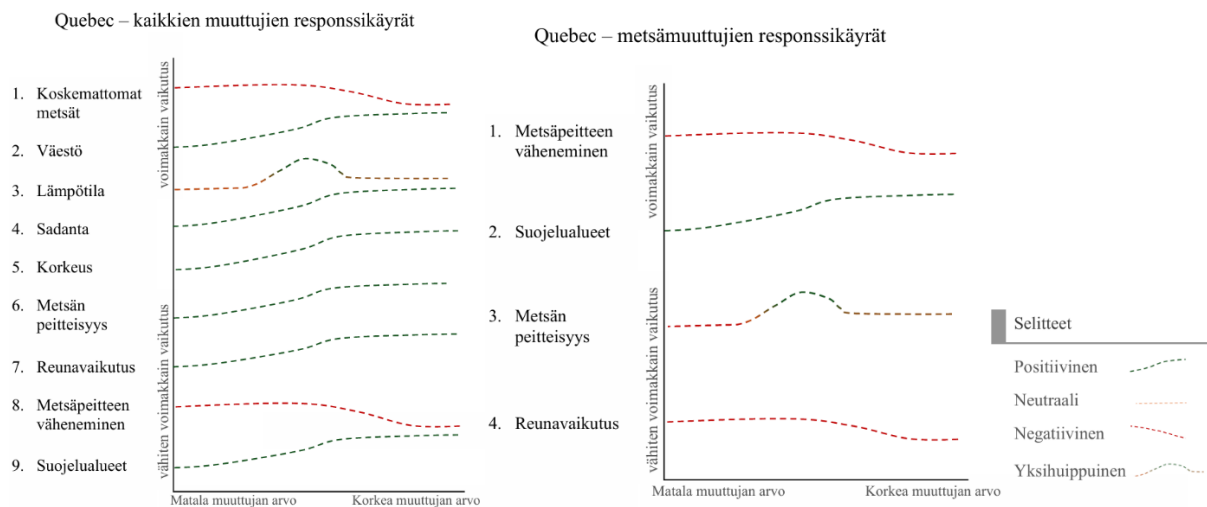 Quebec – kaikkien muuttujien responssikäyrät
voimakkain vaikutus
vähiten voimakkain vaikutus
1. Koskemattomat
metsät
2. Väestö
3. Lämpötila
4. Sadanta
5. Korkeus
6. Metsän
peitteisyys
7. Reunavaikutus
8. Metsäpeitteen
väheneminen
9. Suojelualueet
Matala muuttujan arvo
Korkea muuttujan arvo
Quebec – metsämuuttujien responssikäyrät
voimakkain vaikutus
vähiten voimakkain vaikutus
1. Metsäpeitteen
väheneminen
2. Suojelualueet
3. Metsän
peitteisyys
4. Reunavaikutus
Matala muuttujan arvo
Korkea muuttujan arvo
Selitteet
Positiivinen
Neutraali
Negatiivinen
Yksihuippuinen